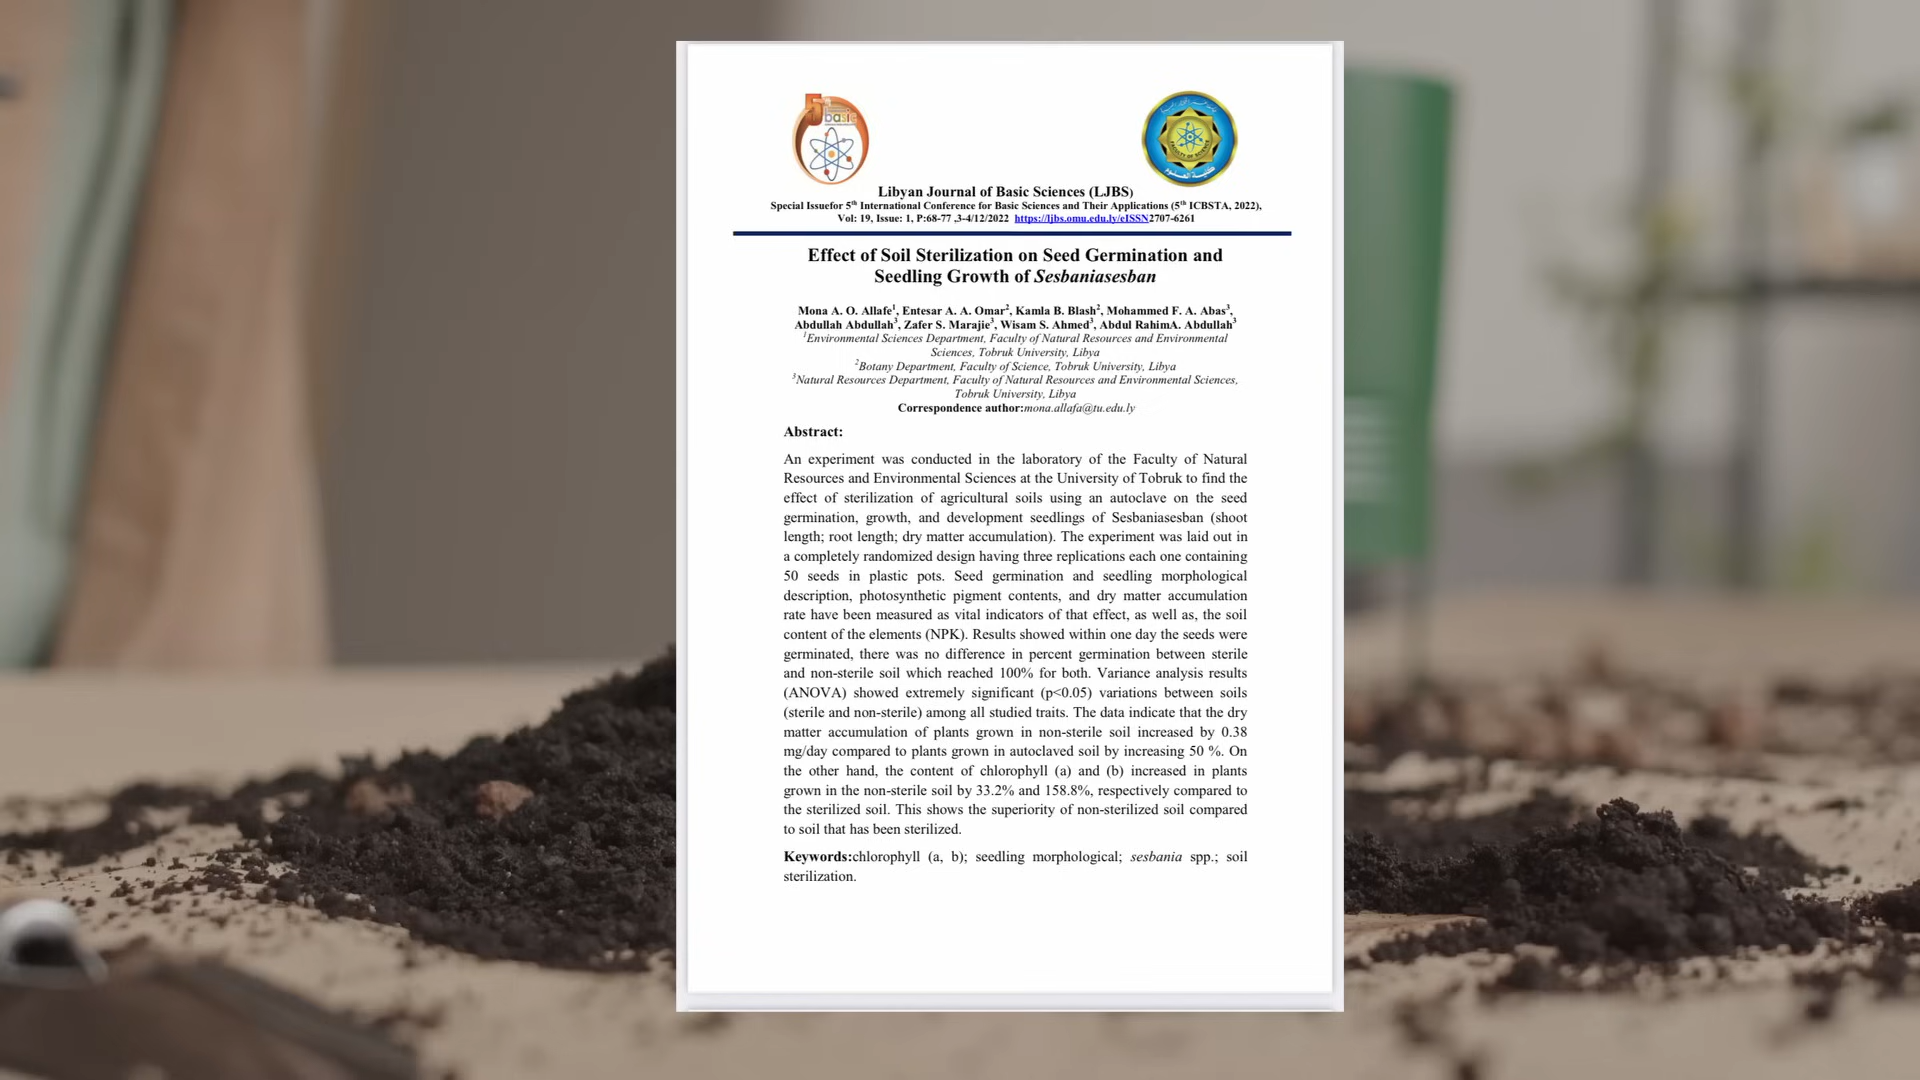 5
basic
FACULTY OF SCIENCE
كلية العلوم
Libyan Journal of Basic Sciences (LJBS)
Special Issuefor 5th International Conference for Basic Sciences and Their Applications (5th ICBSTA, 2022),
Vol: 19, Issue: 1, P:68-77 ,3-4/12/2022 https://ljbs.omu.edu.ly/eISSN2707-6261
Effect of Soil Sterilization on Seed Germination and
Seedling Growth of Sesbaniasesban
Mona A. O. Allafe1, Entesar A. A. Omar2, Kamla B. Blash2, Mohammed F. A. Abas3,
Abdullah Abdullah3, Zafer S. Marajie3, Wisam S. Ahmed3, Abdul RahimA. Abdullah3
1Environmental Sciences Department, Faculty of Natural Resources and Environmental
Sciences, Tobruk University, Libya
2Botany Department, Faculty of Science, Tobruk University, Libya
3Natural Resources Department, Faculty of Natural Resources and Environmental Sciences,
Tobruk University, Libya
Correspondence author:mona.allafa@tu.edu.ly
Abstract:
An experiment was conducted in the laboratory of the Faculty of Natural
Resources and Environmental Sciences at the University of Tobruk to find the
effect of sterilization of agricultural soils using an autoclave on the seed
germination, growth, and development seedlings of Sesbaniasesban (shoot
length; root length; dry matter accumulation). The experiment was laid out in
a completely randomized design having three replications each one containing
50 seeds in plastic pots. Seed germination and seedling morphological
description, photosynthetic pigment contents, and dry matter accumulation
rate have been measured as vital indicators of that effect, as well as, the soil
content of the elements (NPK). Results showed within one day the seeds were
germinated, there was no difference in percent germination between sterile
and non-sterile soil which reached 100% for both. Variance analysis results
(ANOVA) showed extremely significant (p<0.05) variations between soils
(sterile and non-sterile) among all studied traits. The data indicate that the dry
matter accumulation of plants grown in non-sterile soil increased by 0.38
mg/day compared to plants grown in autoclaved soil by increasing 50 %. On
the other hand, the content of chlorophyll (a) and (b) increased in plants
grown in the non-sterile soil by 33.2% and 158.8%, respectively compared to
the sterilized soil. This shows the superiority of non-sterilized soil compared
to soil that has been sterilized.
Keywords:chlorophyll (a, b); seedling morphological; sesbania spp.; soil
sterilization.